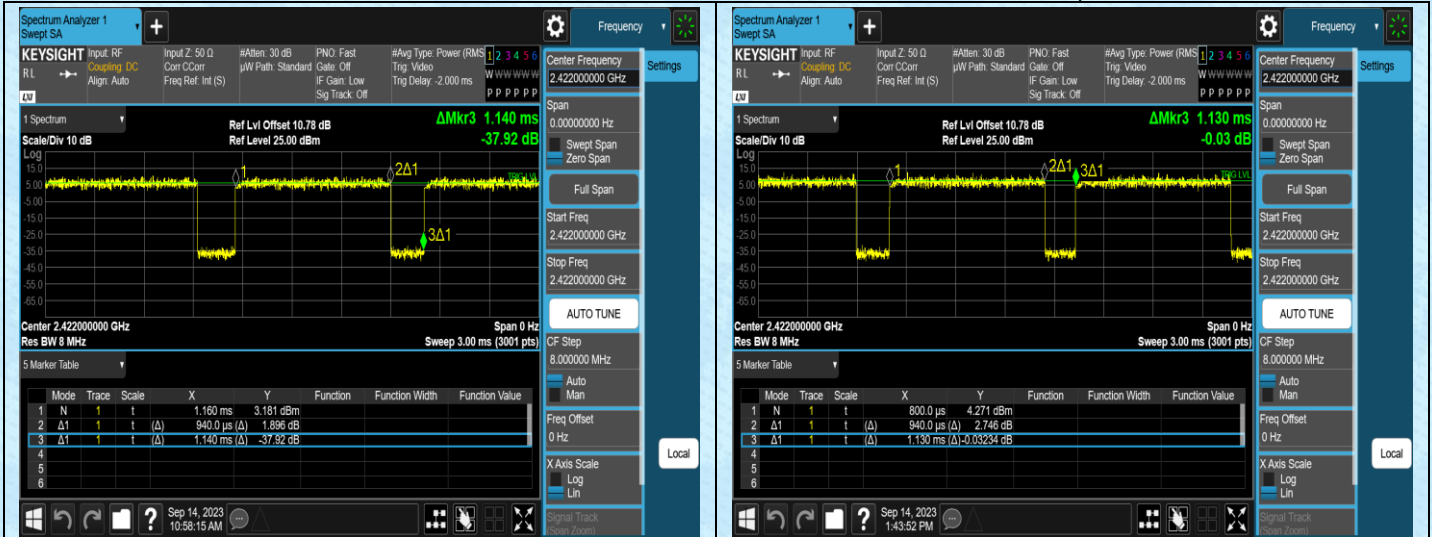 Spectrum Analyzer 1
Swept SA
+
Frequency
KEYSIGHT
RL
LXI
Input: RF
Coupling: DC
Align: Auto
Input Z: 50 Ω
Corr CCorr
Freq Ref: Int (S)
#Atten: 30 dB
µW Path: Standard
PNO: Fast
Gate: Off
IF Gain: Low
Sig Track: Off
#Avg Type: Power (RMS
Trig: Video
Trig Delay: -2.000 ms
1 2 3 4 5 6
W W W W W W
P P P P P P
Center Frequency
2.422000000 GHz
Settings
1 Spectrum
Scale/Div 10 dB
Ref Lvl Offset 10.78 dB
Ref Level 25.00 dBm
ΔMkr3 1.140 ms
-37.92 dB
Log
15.0
5.00
-5.00
-15.0
-25.0
-35.0
-45.0
-55.0
-65.0
1
2Δ1
3Δ1
TRIG LVL
Center 2.422000000 GHz
Res BW 8 MHz
Span 0 Hz
Sweep 3.00 ms (3001 pts)
Span
0.00000000 Hz
Swept Span
Zero Span
Full Span
Start Freq
2.422000000 GHz
Stop Freq
2.422000000 GHz
AUTO TUNE
CF Step
8.000000 MHz
Auto
Man
Freq Offset
0 Hz
X Axis Scale
Log
Lin
Signal Track
(Span Zoom)
Local
5 Marker Table
Mode Trace Scale X Y Function Function Width Function Value
1 N 1 t 1.160 ms 3.181 dBm
2 Δ1 1 t (Δ) 940.0 µs (Δ) 1.896 dB
3 Δ1 1 t (Δ) 1.140 ms (Δ) -37.92 dB
4
5
6
?
Sep 14, 2023
10:58:15 AM
Spectrum Analyzer 1
Swept SA
+
Frequency
KEYSIGHT
RL
LXI
Input: RF
Coupling: DC
Align: Auto
Input Z: 50 Ω
Corr CCorr
Freq Ref: Int (S)
#Atten: 30 dB
µW Path: Standard
PNO: Fast
Gate: Off
IF Gain: Low
Sig Track: Off
#Avg Type: Power (RMS
Trig: Video
Trig Delay: -2.000 ms
1 2 3 4 5 6
W W W W W W
P P P P P P
Center Frequency
2.422000000 GHz
Settings
1 Spectrum
Scale/Div 10 dB
Ref Lvl Offset 10.78 dB
Ref Level 25.00 dBm
ΔMkr3 1.130 ms
-0.03 dB
Log
15.0
5.00
-5.00
-15.0
-25.0
-35.0
-45.0
-55.0
-65.0
1
2Δ1
3Δ1
TRIG LVL
Center 2.422000000 GHz
Res BW 8 MHz
Span 0 Hz
Sweep 3.00 ms (3001 pts)
Span
0.00000000 Hz
Swept Span
Zero Span
Full Span
Start Freq
2.422000000 GHz
Stop Freq
2.422000000 GHz
AUTO TUNE
CF Step
8.000000 MHz
Auto
Man
Freq Offset
0 Hz
X Axis Scale
Log
Lin
Signal Track
(Span Zoom)
Local
5 Marker Table
Mode Trace Scale X Y Function Function Width Function Value
1 N 1 t 800.0 µs 4.271 dBm
2 Δ1 1 t (Δ) 940.0 µs (Δ) 2.746 dB
3 Δ1 1 t (Δ) 1.130 ms (Δ) -0.03234 dB
4
5
6
?
Sep 14, 2023
1:43:52 PM